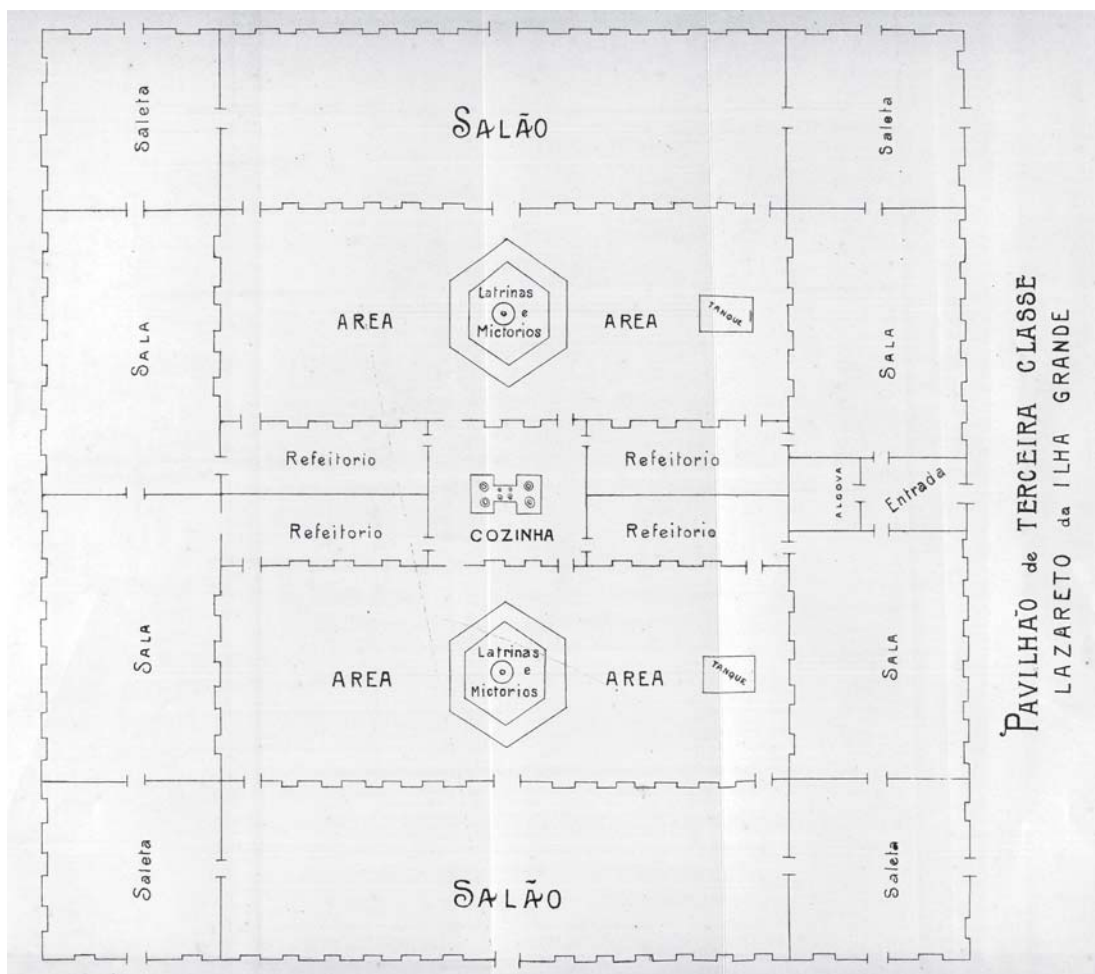 Saleta
SALÃO
Saleta
SALA
AREA
Latrinas
e
Mictorios
AREA
TANQUE
SALA
Refeitorio
Refeitorio
ALGOVA
Entrada
Refeitorio
COZINHA
Refeitorio
SALA
AREA
Latrinas
e
Mictorios
AREA
TANQUE
SALA
Saleta
SALÃO
Saleta
PAVILHÃO de TERCEIRA CLASSE
LAZARETO da ILHA GRANDE